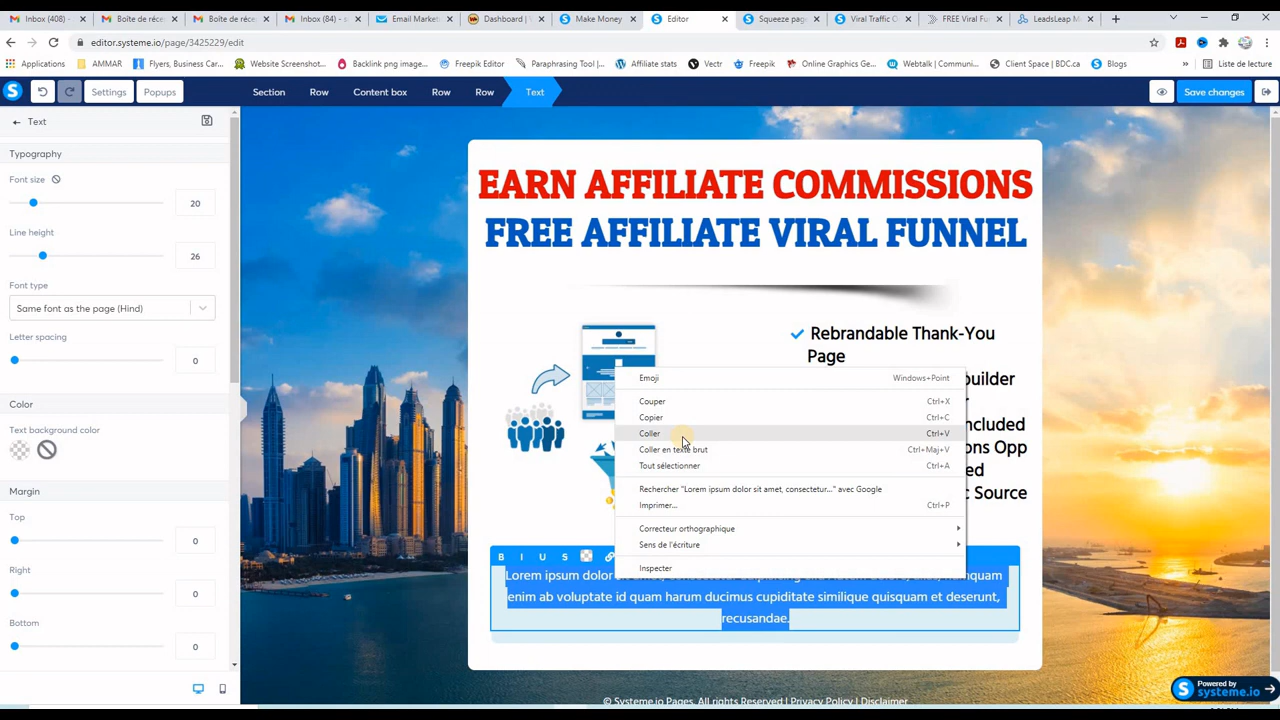 Inbox (408) -
Boîte de récé
Boîte de récé
Inbox (84) - s
Email Market
Dashboard | W
Make Money
Editor
Squeeze pag
Viral Traffic C
FREE Viral Fu
LeadsLeap M
editor.systeme.io/page/3425229/edit
Applications
AMMAR
Flyers, Business Car...
Website Screenshot...
Backlink png image...
Freepik Editor
Paraphrasing Tool |...
Affiliate stats
Vectr
Freepik
Online Graphics Ge...
Webtalk | Communi...
Client Space | BDC.ca
Blogs
»
Liste de lecture
Settings
Popups
Section
Row
Content box
Row
Row
Text
Save changes
Text
Typography
Font size
20
Line height
26
Font type
Same font as the page (Hind)
Letter spacing
0
Color
Text background color
Margin
Top
0
Right
0
Bottom
0
EARN AFFILIATE COMMISSIONS
FREE AFFILIATE VIRAL FUNNEL
Rebrandable Thank-You
Page
builder
r
cluded
ons Opp
ed
c Source
Emoji Windows+Point
Couper Ctrl+X
Copier Ctrl+C
Coller Ctrl+V
Coller en texte brut Ctrl+Maj+V
Tout sélectionner Ctrl+A
Rechercher "Lorem ipsum dolor sit amet, consectetur..." avec Google
Imprimer... Ctrl+P
Correcteur orthographique
Sens de l'écriture
Inspecter
B I U S
Lorem ipsum dolor
enim ab voluptate id quam harum ducimus cupiditate similique quisquam et deserunt,
recusandae.
© Systeme.io Pages. All rights Reserved | Privacy Policy | Disclaimer
Powered by
systeme.io